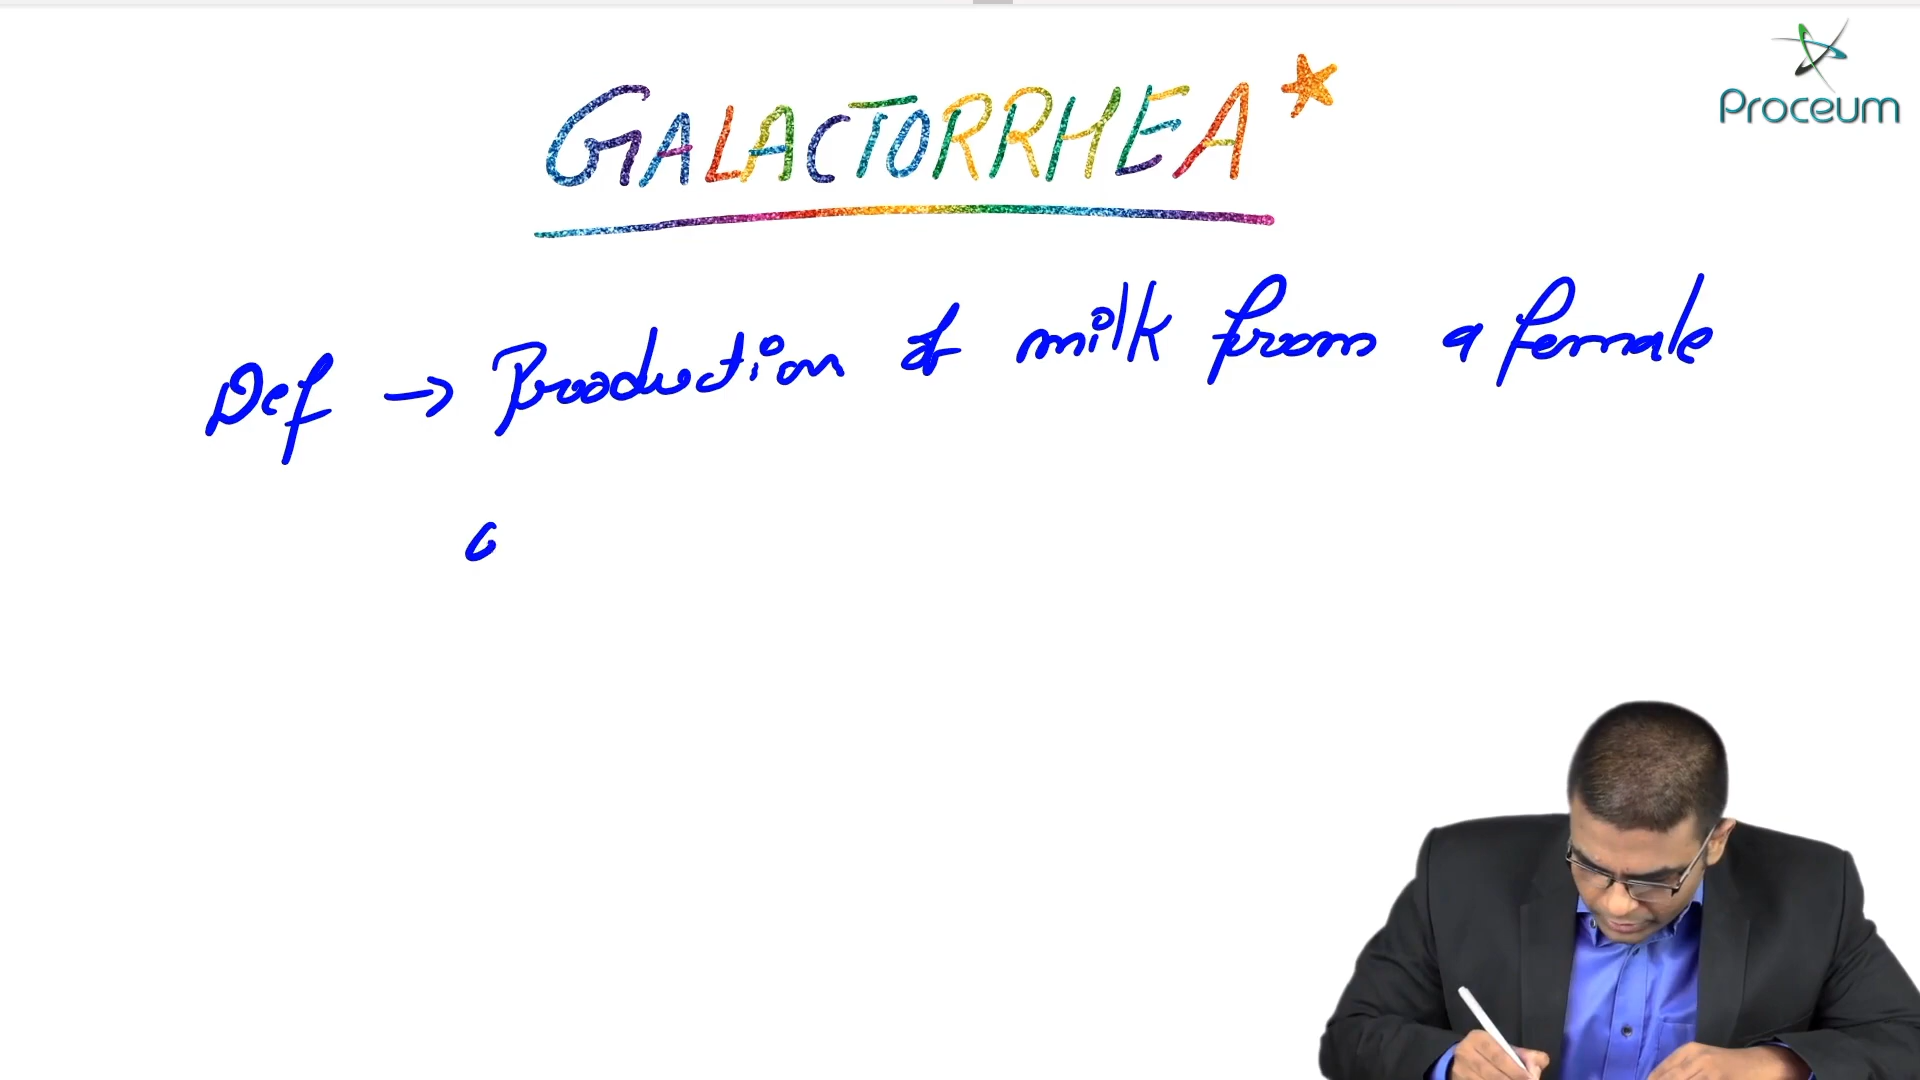 GALACTORRHEA*
Proceum
Def → Production of milk from a female